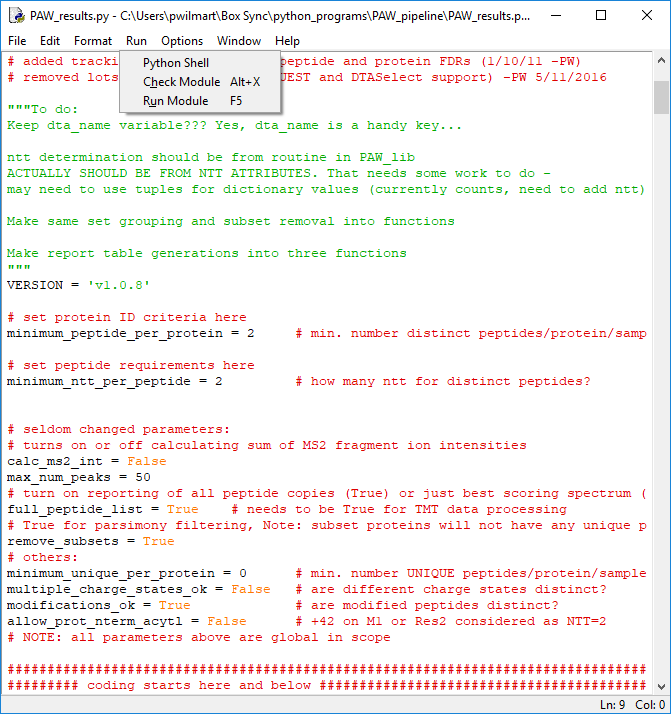 PAW_results.py - C:\Users\pwilmart\Box Sync\python_programs\PAW_pipeline\PAW_results.p...
File Edit Format Run Options Window Help
# added tracki peptide and protein FDRs (1/10/11 -PW)
# removed lots UEST and DTASelect support) -PW 5/11/2016
Python Shell
Check Module Alt+X
Run Module F5
"""To do:
Keep dta_name variable??? Yes, dta_name is a handy key...
ntt determination should be from routine in PAW_lib
ACTUALLY SHOULD BE FROM NTT ATTRIBUTES. That needs some work to do -
may need to use tuples for dictionary values (currently counts, need to add ntt)
Make same set grouping and subset removal into functions
Make report table generations into three functions
"""
VERSION = 'v1.0.8'
# set protein ID criteria here
minimum_peptide_per_protein = 2 # min. number distinct peptides/protein/samp
# set peptide requirements here
minimum_ntt_per_peptide = 2 # how many ntt for distinct peptides?
# seldom changed parameters:
# turns on or off calculating sum of MS2 fragment ion intensities
calc_ms2_int = False
max_num_peaks = 50
# turn on reporting of all peptide copies (True) or just best scoring spectrum (
full_peptide_list = True # needs to be True for TMT data processing
# True for parsimony filtering, Note: subset proteins will not have any unique p
remove_subsets = True
# others:
minimum_unique_per_protein = 0 # min. number UNIQUE peptides/protein/sample
multiple_charge_states_ok = False # are different charge states distinct?
modifications_ok = True # are modified peptides distinct?
allow_prot_nterm_acytl = False # +42 on M1 or Res2 considered as NTT=2
# NOTE: all parameters above are global in scope
################################################################################
######### coding starts here and below #########################################
Ln: 9 Col: 0